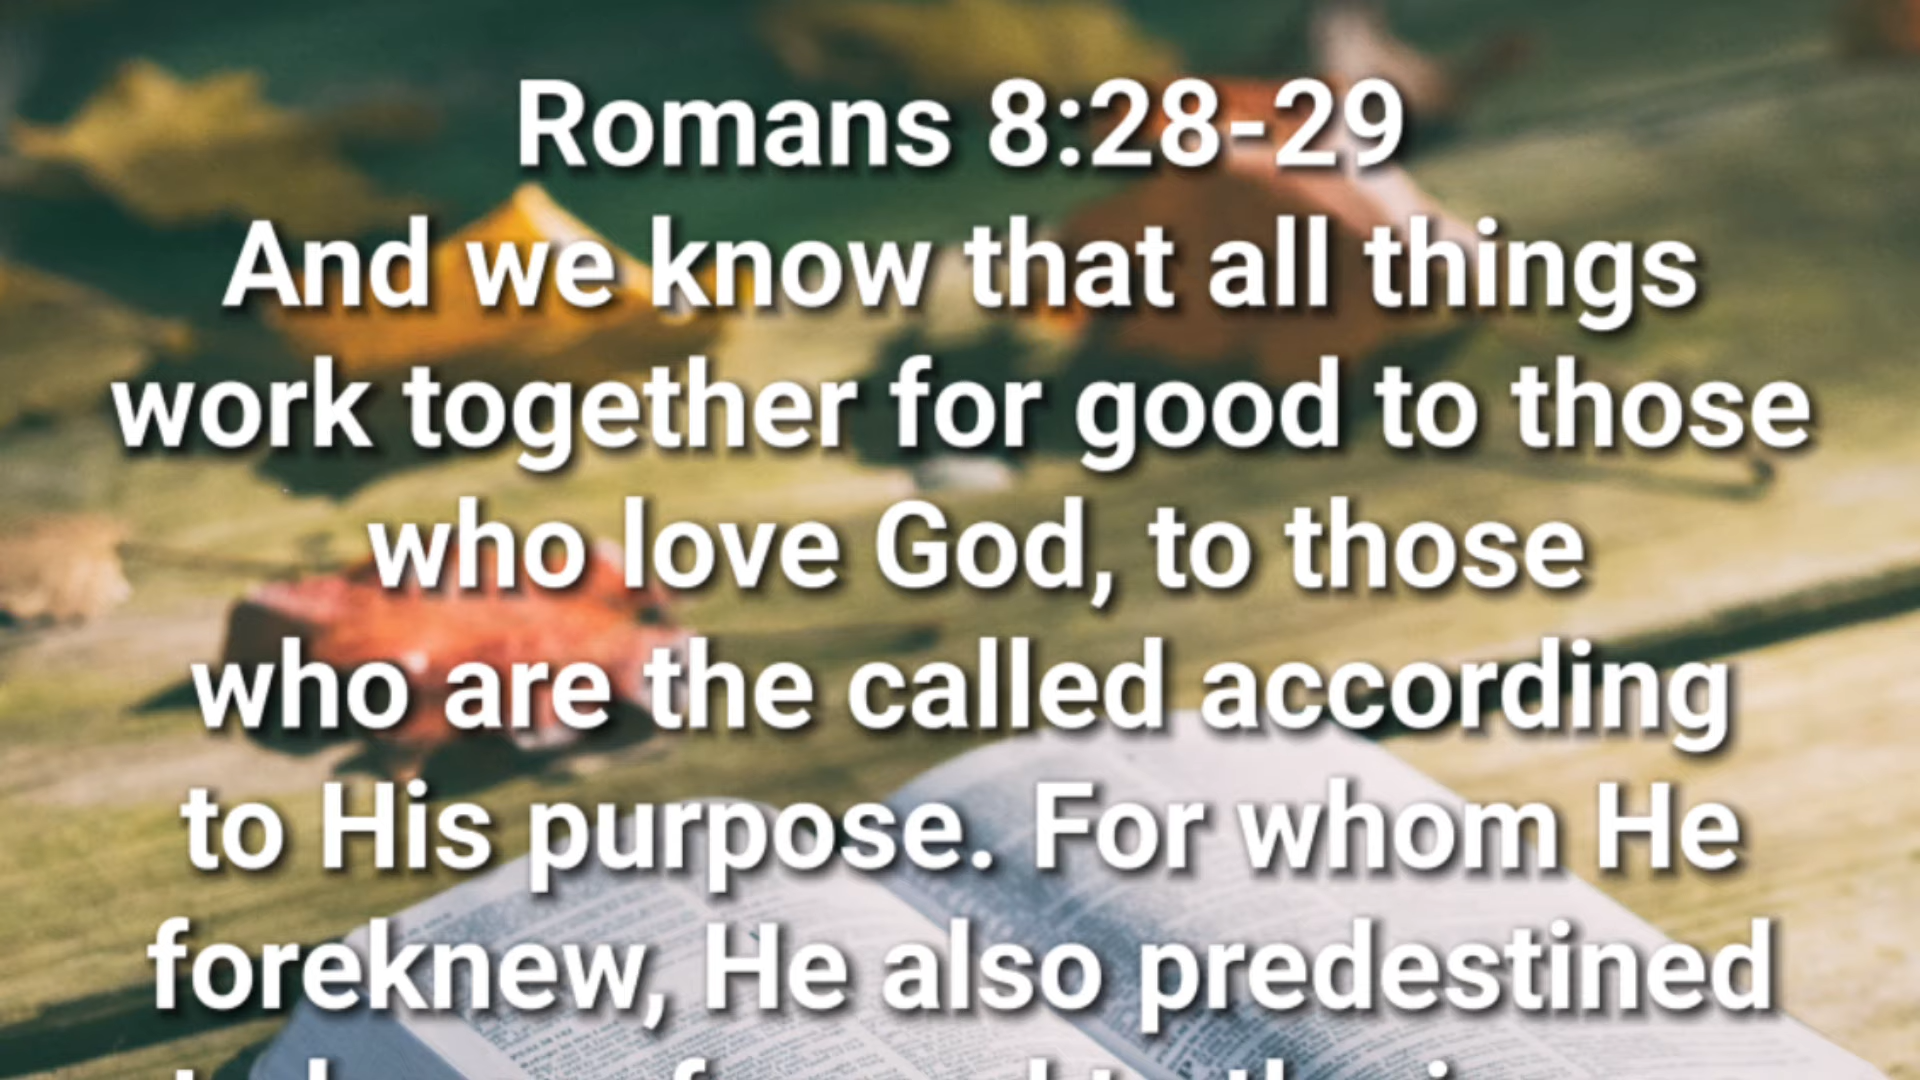 Romans 8:28-29
And we know that all things
work together for good to those
who love God, to those
who are the called according
to His purpose. For whom He
foreknew, He also predestined